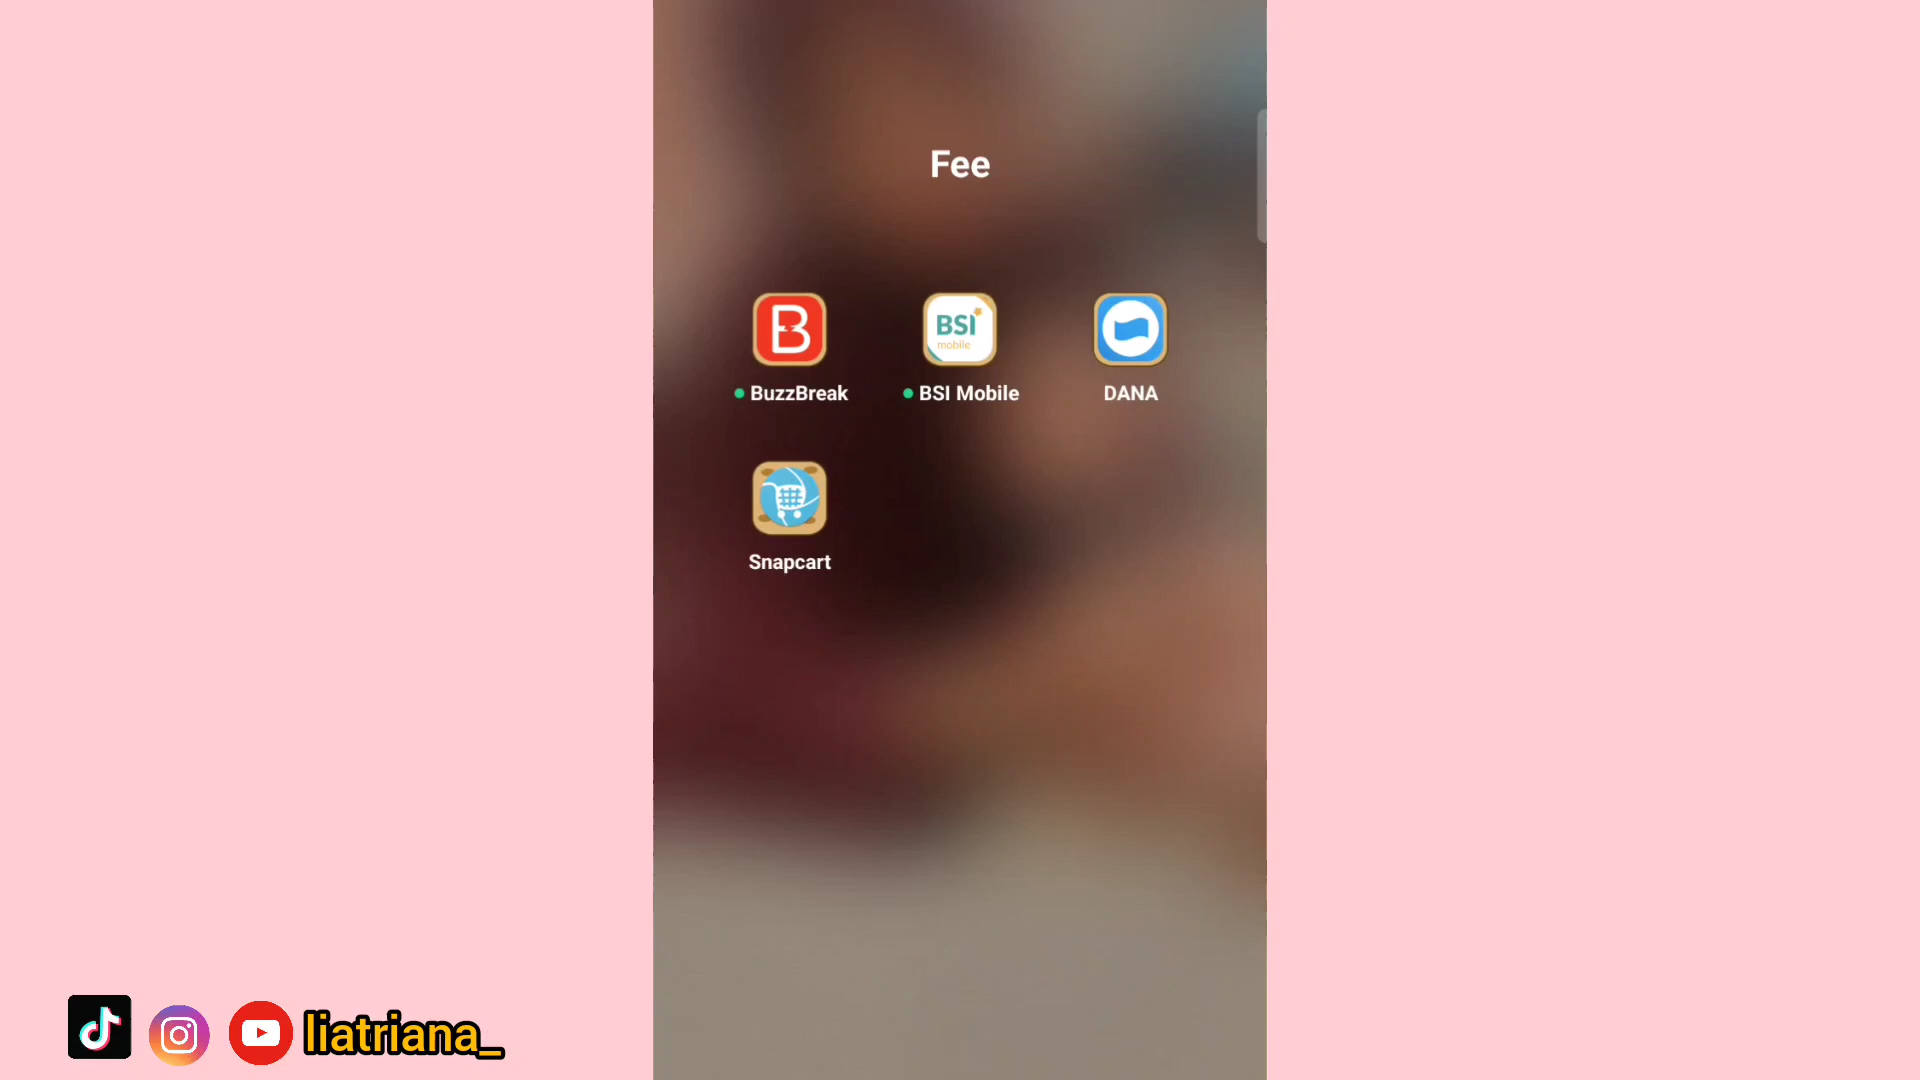 Fee
BSI
mobile
BuzzBreak
BSI Mobile
DANA
Snapcart
liatriana_